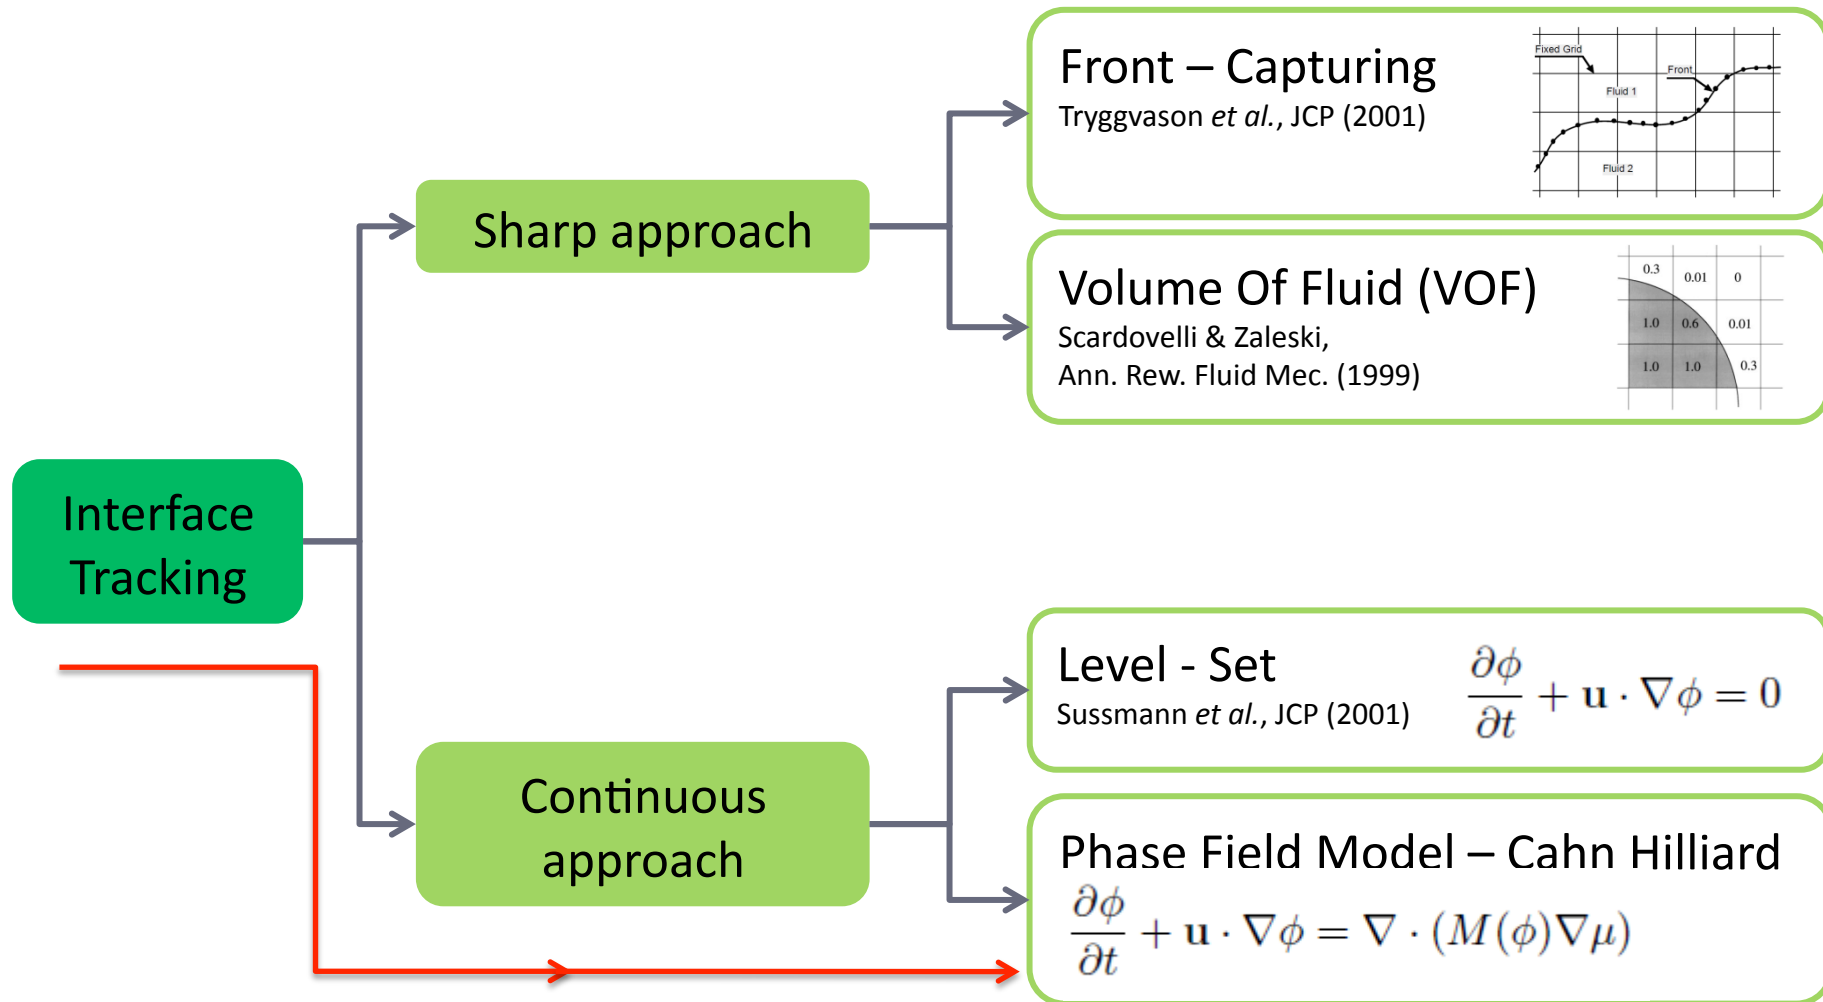 Interface
Tracking
Sharp approach
Front – Capturing
Tryggvason et al., JCP (2001)
Fixed Grid
Front
Fluid 1
Fluid 2
Volume Of Fluid (VOF)
Scardovelli & Zaleski,
Ann. Rew. Fluid Mec. (1999)
0.3 0.01 0
1.0 0.6 0.01
1.0 1.0 0.3
Continuous
approach
Level - Set
Sussmann et al., JCP (2001)
∂ϕ/∂t + u · ∇ϕ = 0
Phase Field Model – Cahn Hilliard
∂ϕ/∂t + u · ∇ϕ = ∇ · (M(ϕ)∇μ)